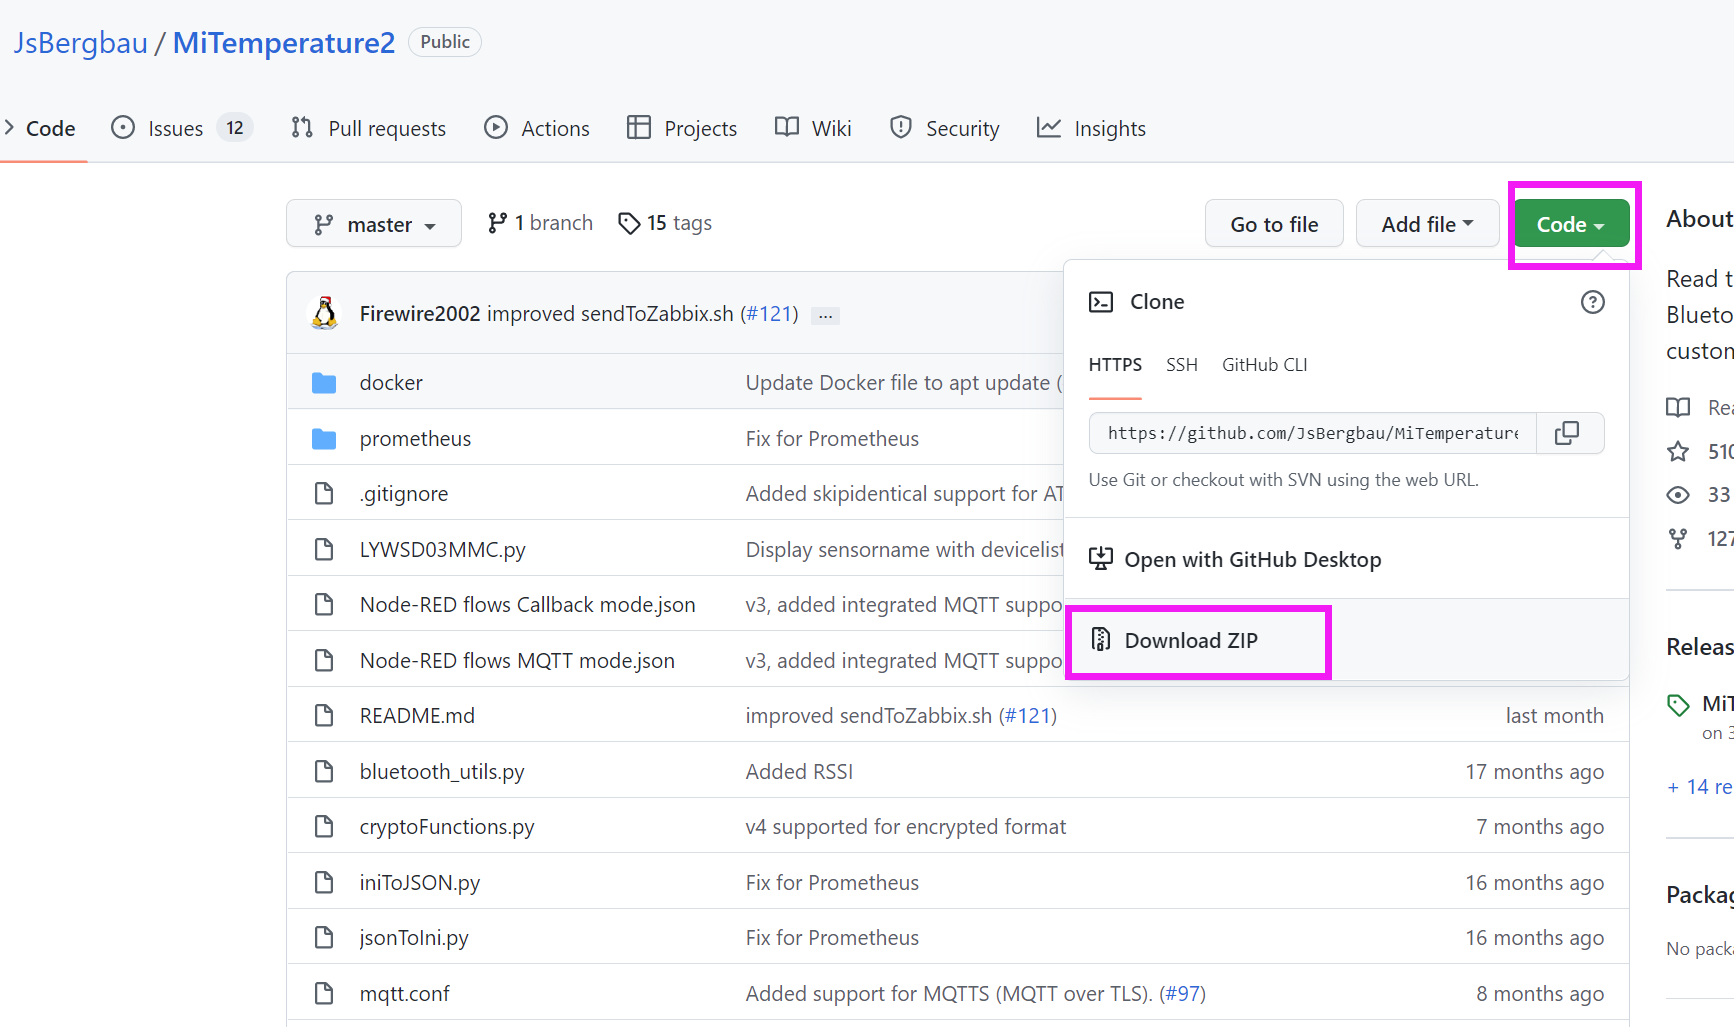 JsBergbau / MiTemperature2 Public
Code Issues 12 Pull requests Actions Projects Wiki Security Insights
master 1 branch 15 tags Go to file Add file Code
Firewire2002 improved sendToZabbix.sh (#121) ...
docker Update Docker file to apt update (
prometheus Fix for Prometheus
.gitignore Added skipidentical support for AT
LYWSD03MMC.py Display sensorname with devicelist
Node-RED flows Callback mode.json v3, added integrated MQTT suppo
Node-RED flows MQTT mode.json v3, added integrated MQTT suppo
README.md improved sendToZabbix.sh (#121) last month
bluetooth_utils.py Added RSSI 17 months ago
cryptoFunctions.py v4 supported for encrypted format 7 months ago
iniToJSON.py Fix for Prometheus 16 months ago
jsonToIni.py Fix for Prometheus 16 months ago
mqtt.conf Added support for MQTTS (MQTT over TLS). (#97) 8 months ago
Clone
HTTPS SSH GitHub CLI
https://github.com/JsBergbau/MiTemperature
Use Git or checkout with SVN using the web URL.
Open with GitHub Desktop
Download ZIP
About
Read t
Blueto
custom
Rea
510
33
127
Releas
MiT
on 3
+ 14 re
Packag
No packa